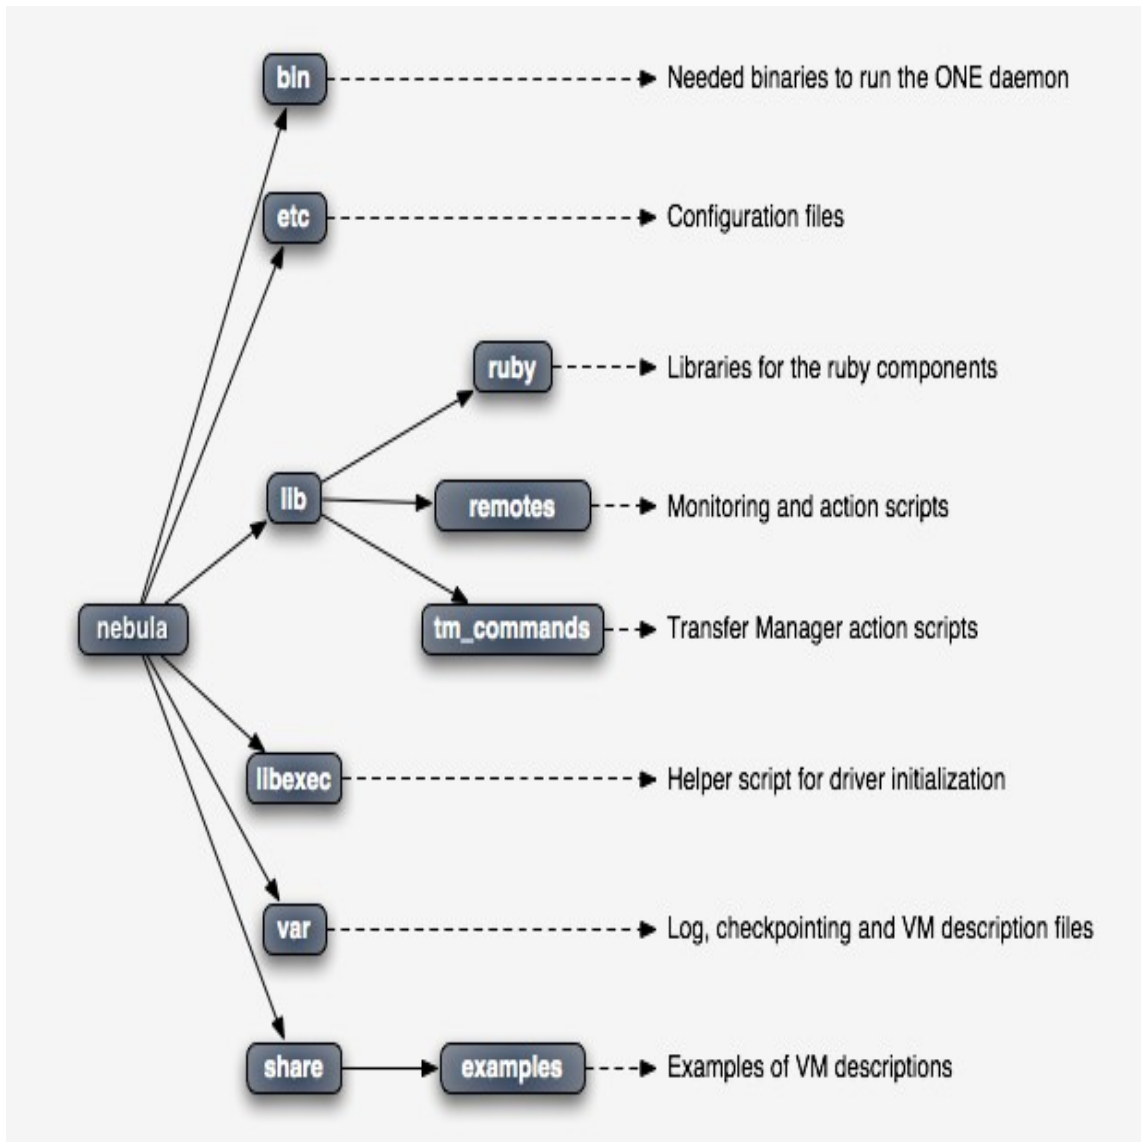 bin Needed binaries to run the ONE daemon
etc Configuration files
ruby Libraries for the ruby components
lib
remotes Monitoring and action scripts
nebula
tm_commands Transfer Manager action scripts
libexec Helper script for driver initialization
var Log, checkpointing and VM description files
share examples Examples of VM descriptions